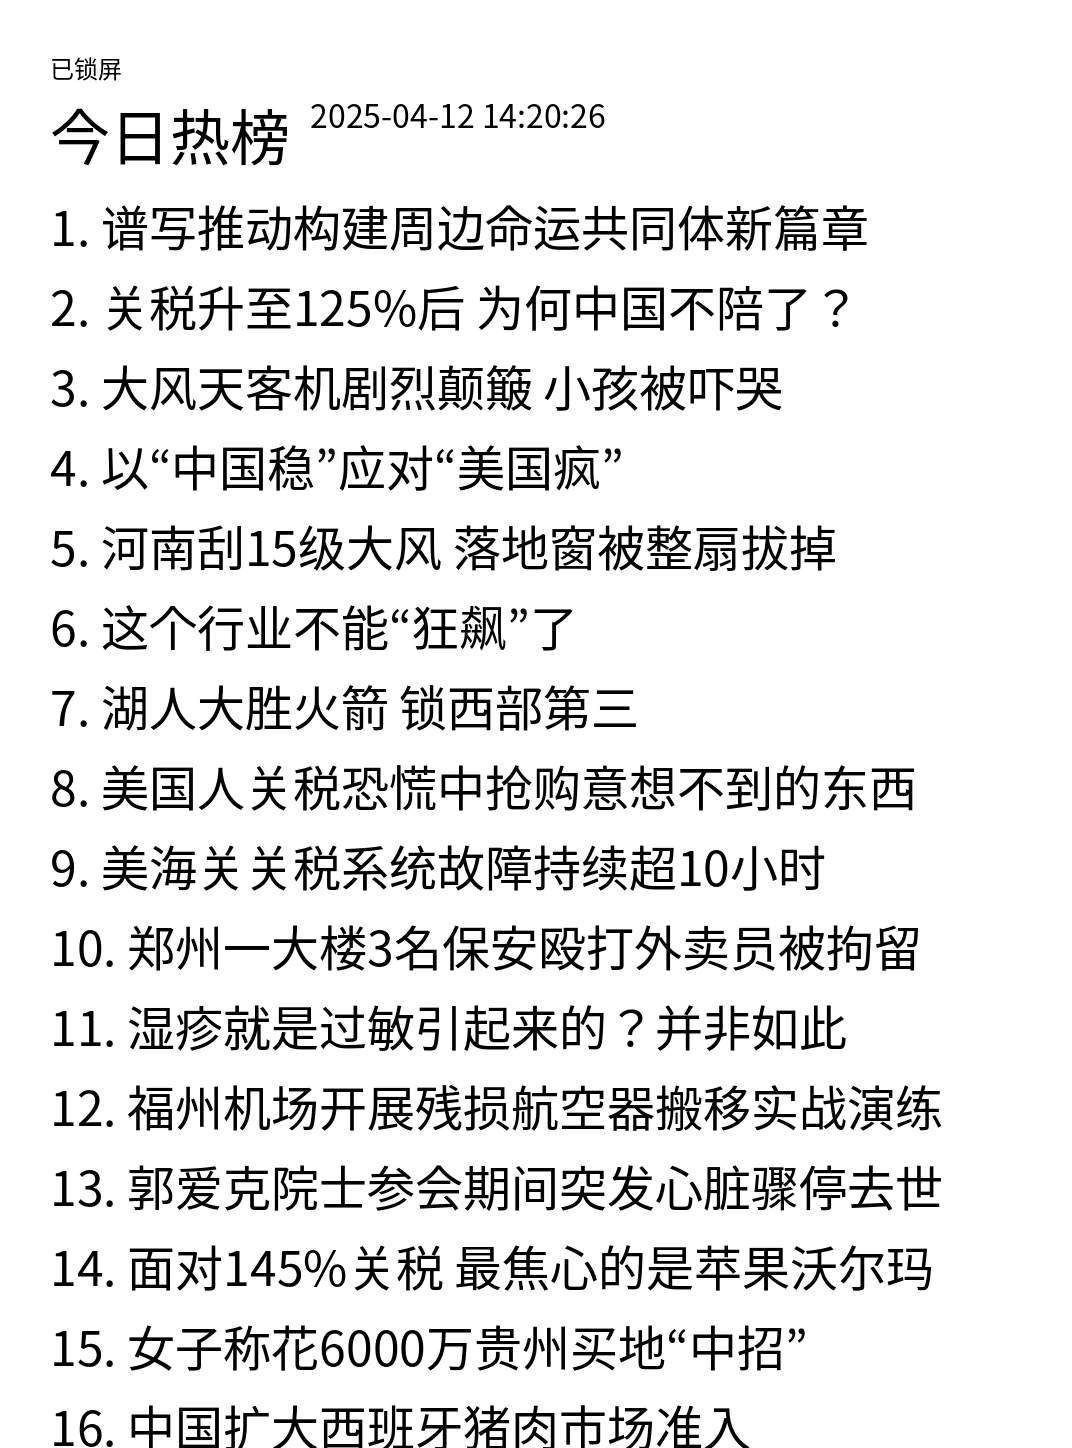 已锁屏
今日热榜 2025-04-12 14:20:26
1. 谱写推动构建周边命运共同体新篇章
2. 关税升至125%后 为何中国不陪了？
3. 大风天客机剧烈颠簸 小孩被吓哭
4. 以“中国稳”应对“美国疯”
5. 河南刮15级大风 落地窗被整扇拔掉
6. 这个行业不能“狂飙”了
7. 湖人大胜火箭 锁西部第三
8. 美国人关税恐慌中抢购意想不到的东西
9. 美海关关税系统故障持续超10小时
10. 郑州一大楼3名保安殴打外卖员被拘留
11. 湿疹就是过敏引起来的？并非如此
12. 福州机场开展残损航空器搬移实战演练
13. 郭爱克院士参会期间突发心脏骤停去世
14. 面对145%关税 最焦心的是苹果沃尔玛
15. 女子称花6000万贵州买地“中招”
16. 中国扩大西班牙猪肉市场准入